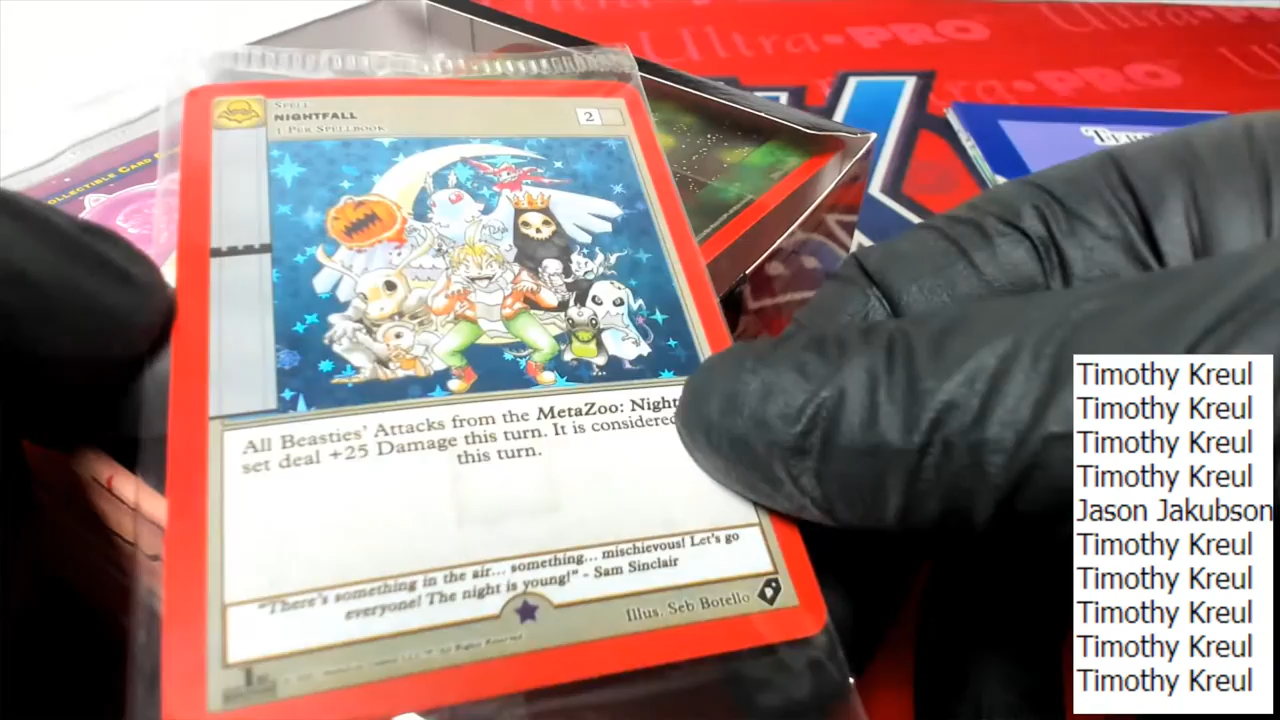 Ultra•PRO
Ultra•PRO
OLLECTIBLE CARD
SPELL
NIGHTFALL
1 PER SPELLBOOK
2
All Beasties' Attacks from the MetaZoo: Night
set deal +25 Damage this turn. It is considered
this turn.
"There's something in the air... something... mischievous! Let's go
everyone! The night is young!" - Sam Sinclair
Illus. Seb Botello
Timothy Kreul
Timothy Kreul
Timothy Kreul
Timothy Kreul
Jason Jakubson
Timothy Kreul
Timothy Kreul
Timothy Kreul
Timothy Kreul
Timothy Kreul